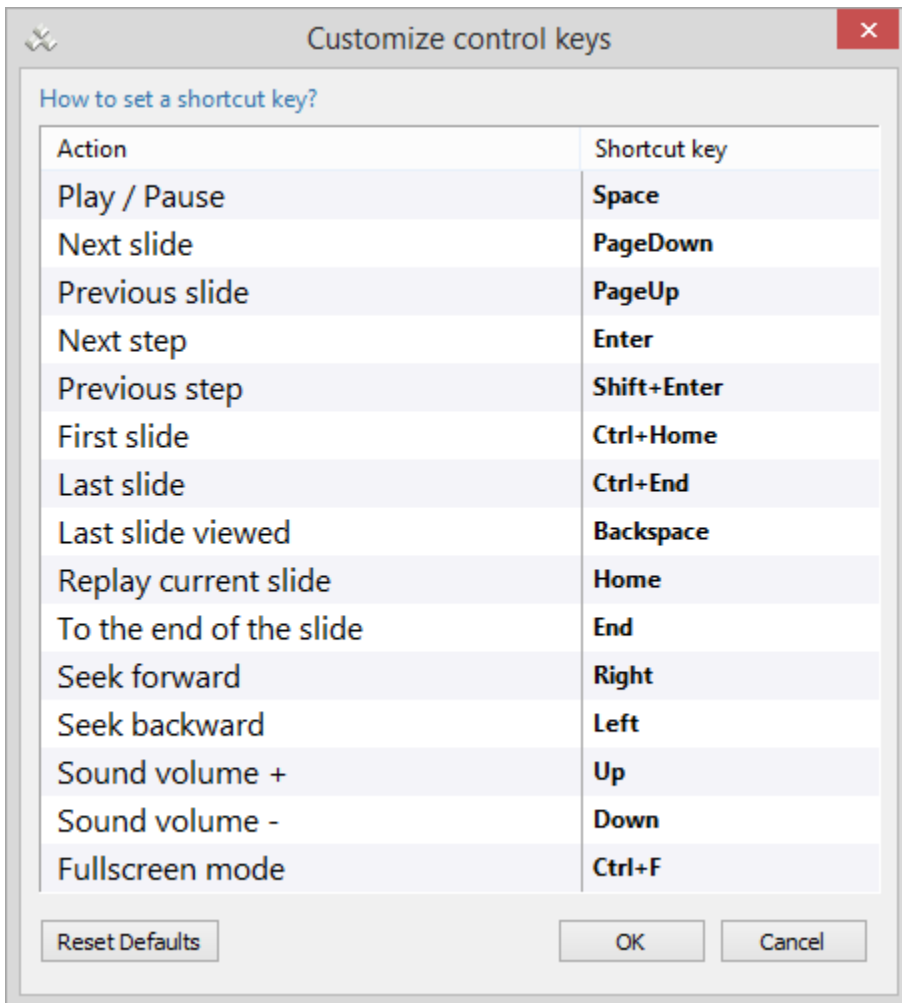 Customize control keys
How to set a shortcut key?
Action Shortcut key
Play / Pause Space
Next slide PageDown
Previous slide PageUp
Next step Enter
Previous step Shift+Enter
First slide Ctrl+Home
Last slide Ctrl+End
Last slide viewed Backspace
Replay current slide Home
To the end of the slide End
Seek forward Right
Seek backward Left
Sound volume + Up
Sound volume - Down
Fullscreen mode Ctrl+F
Reset Defaults OK Cancel